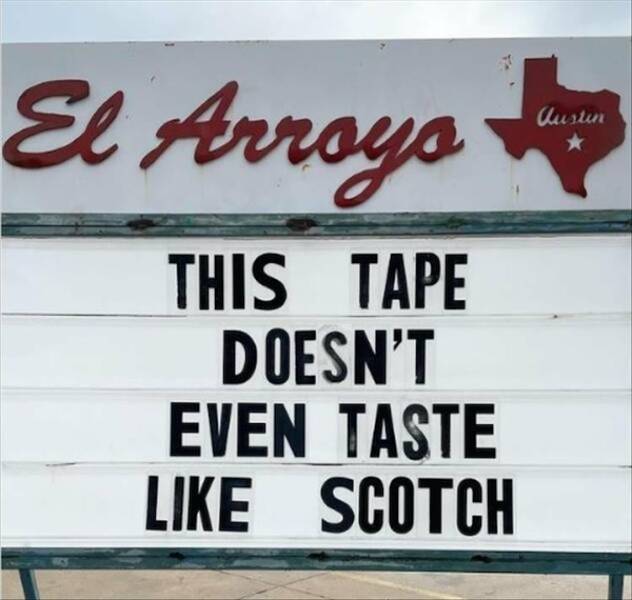 El Arroyo
Austin
THIS TAPE
DOESN'T
EVEN TASTE
LIKE SCOTCH